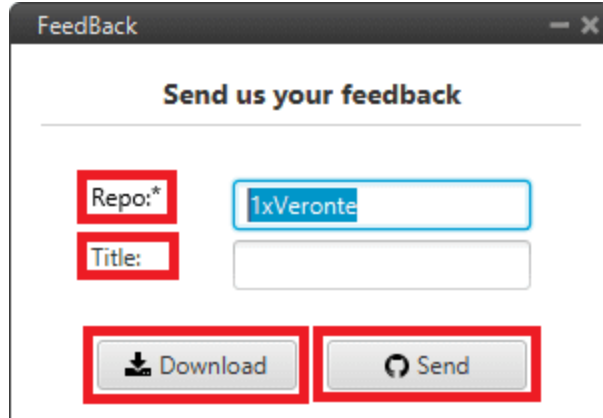 FeedBack
Send us your feedback
Repo:* 1xVeronte
Title:
Download Send